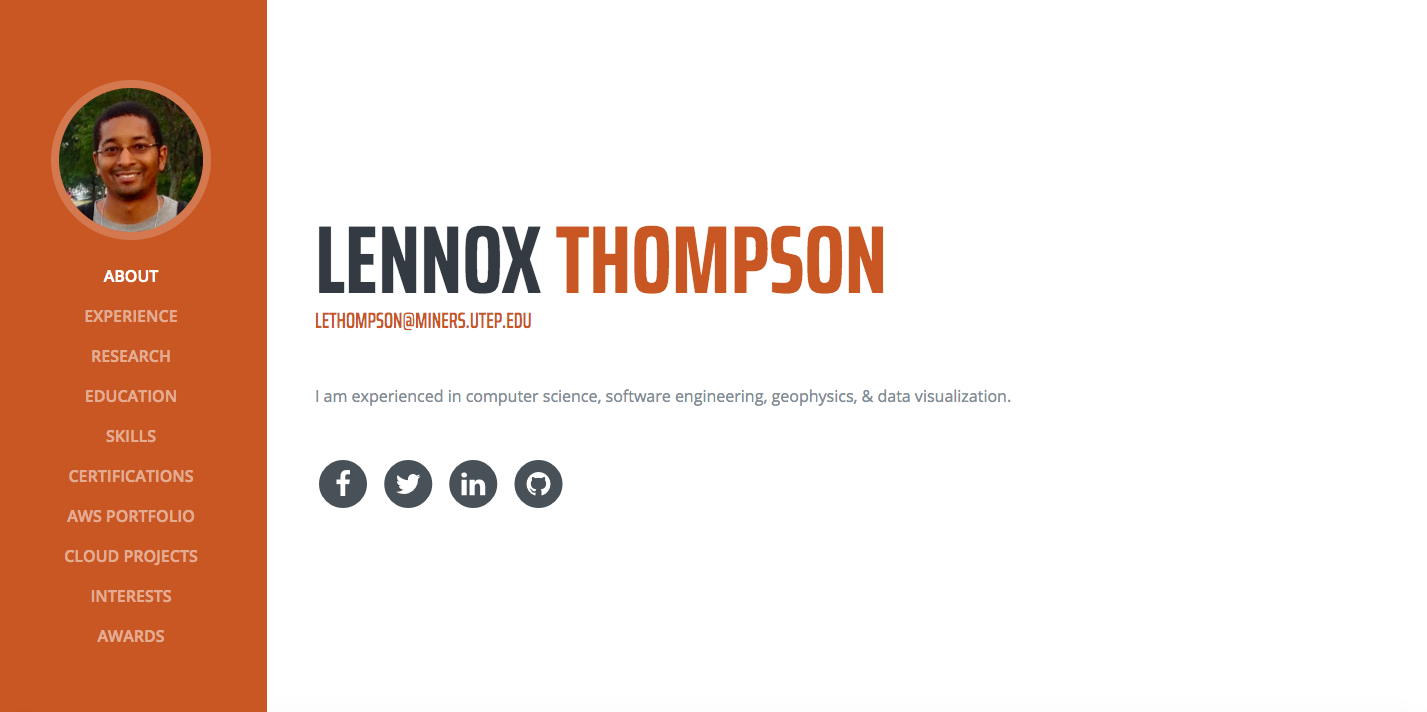 ABOUT
EXPERIENCE
RESEARCH
EDUCATION
SKILLS
CERTIFICATIONS
AWS PORTFOLIO
CLOUD PROJECTS
INTERESTS
AWARDS
LENNOX THOMPSON
LETHOMPSON@MINERS.UTEP.EDU
I am experienced in computer science, software engineering, geophysics, & data visualization.